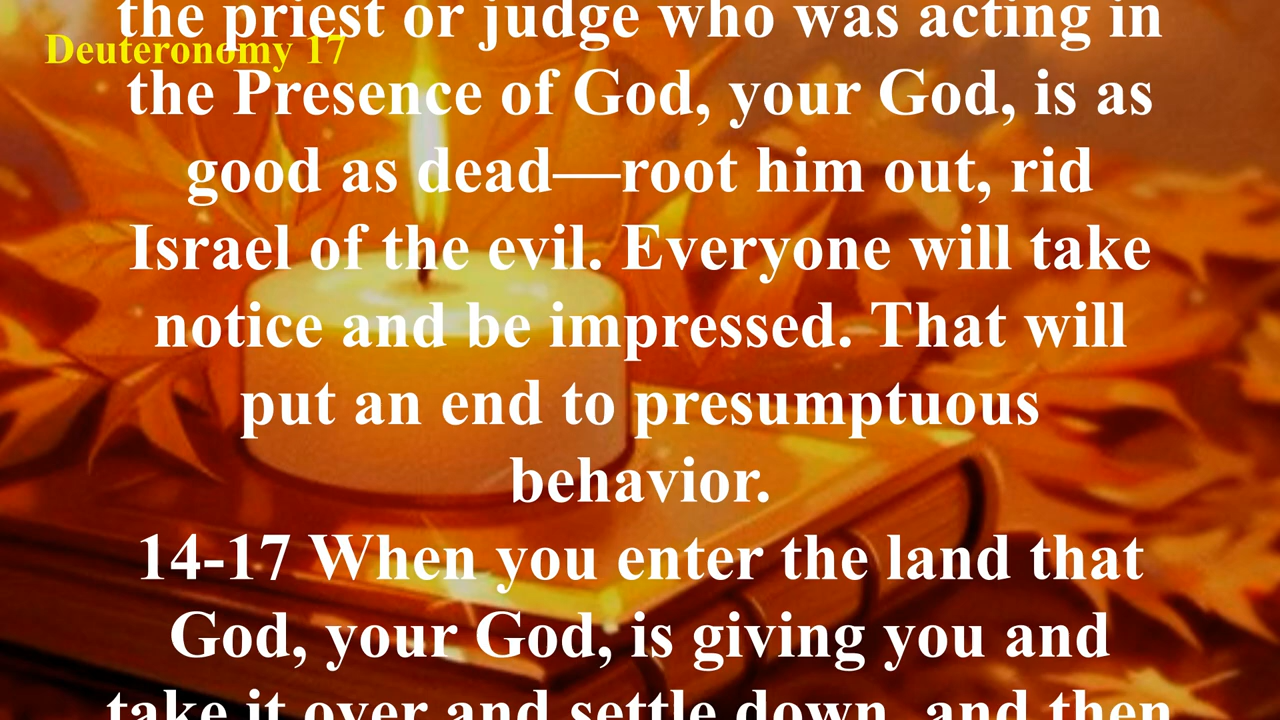 the priest or judge who was acting in
Deuteronomy 17
the Presence of God, your God, is as
good as dead—root him out, rid
Israel of the evil. Everyone will take
notice and be impressed. That will
put an end to presumptuous
behavior.
14-17 When you enter the land that
God, your God, is giving you and
take it over and settle down, and then